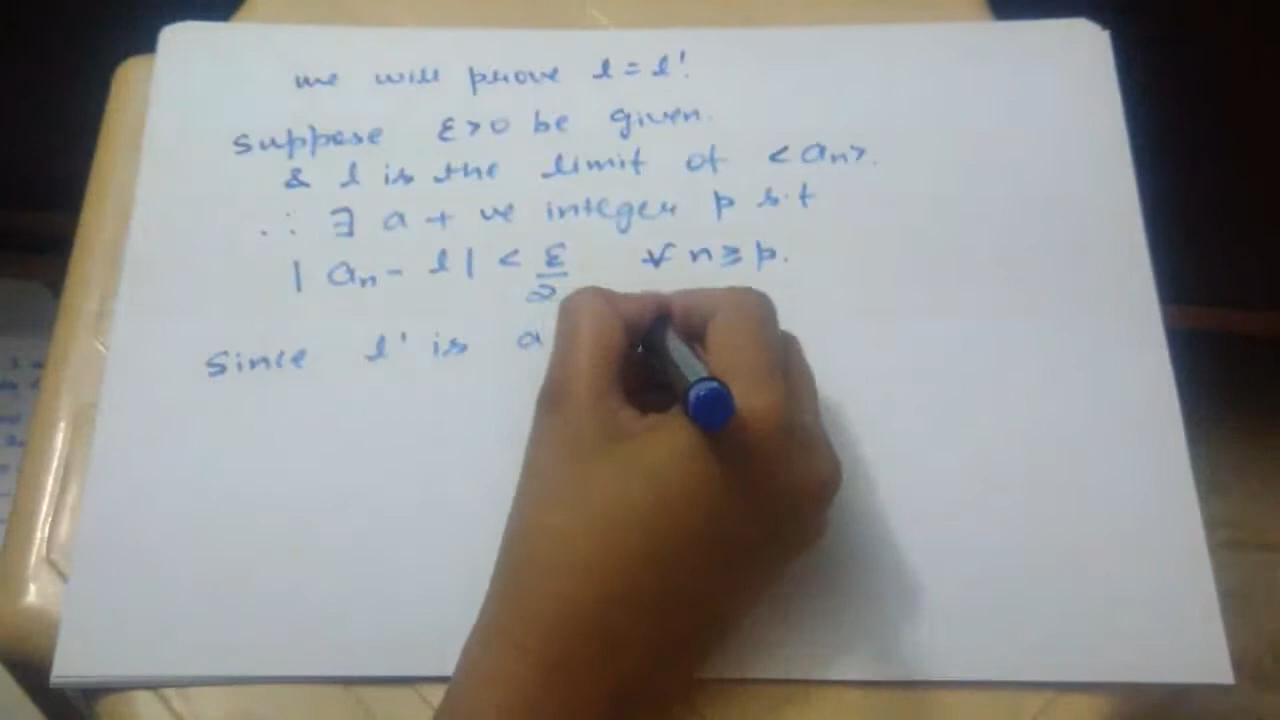 we will prove l = l'.
Suppose ε>0 be given.
& l is the limit of <an>.
∴ ∃ a +ve integer p s.t
| an - l | < ε/2 ∀ n ≥ p.
Since l' is a